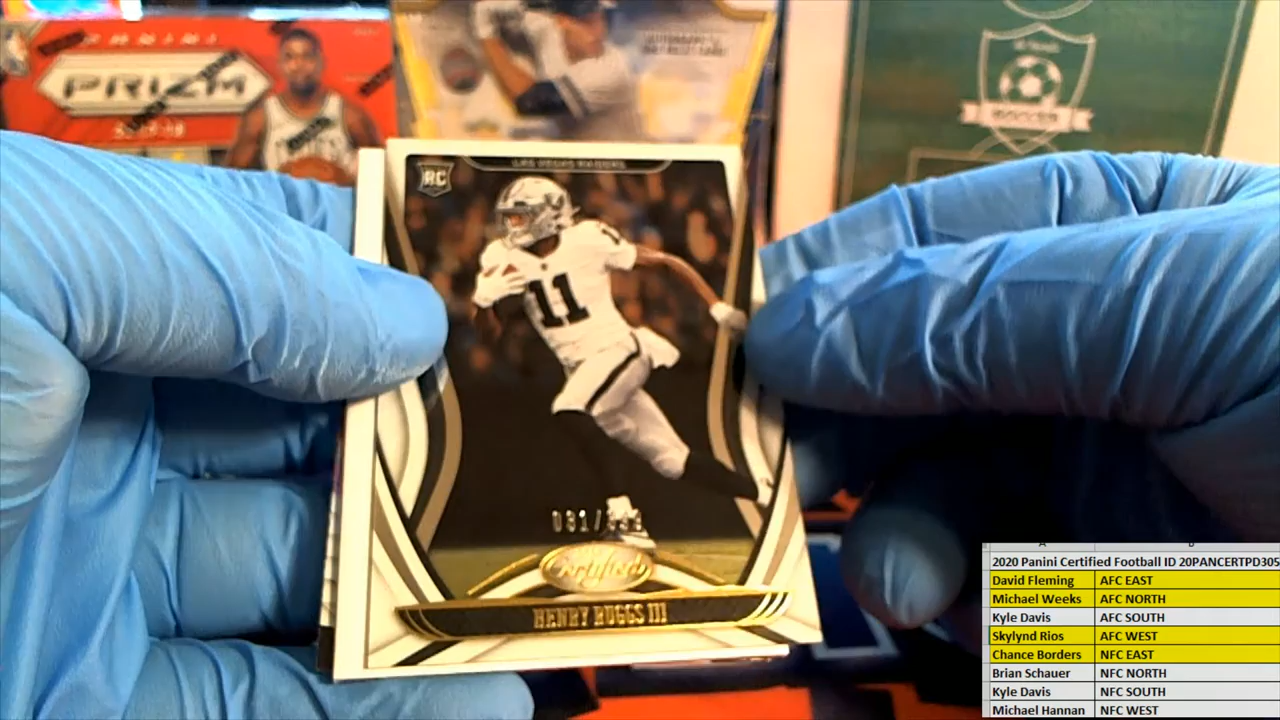 PANINI
PRIZM
RC
LAS VEGAS RAIDERS
11
Certified
HENRY RUGGS III
SOCCER
2020 Panini Certified Football ID 20PANCERTPD305
David Fleming AFC EAST
Michael Weeks AFC NORTH
Kyle Davis AFC SOUTH
Skylynd Rios AFC WEST
Chance Borders NFC EAST
Brian Schauer NFC NORTH
Kyle Davis NFC SOUTH
Michael Hannan NFC WEST